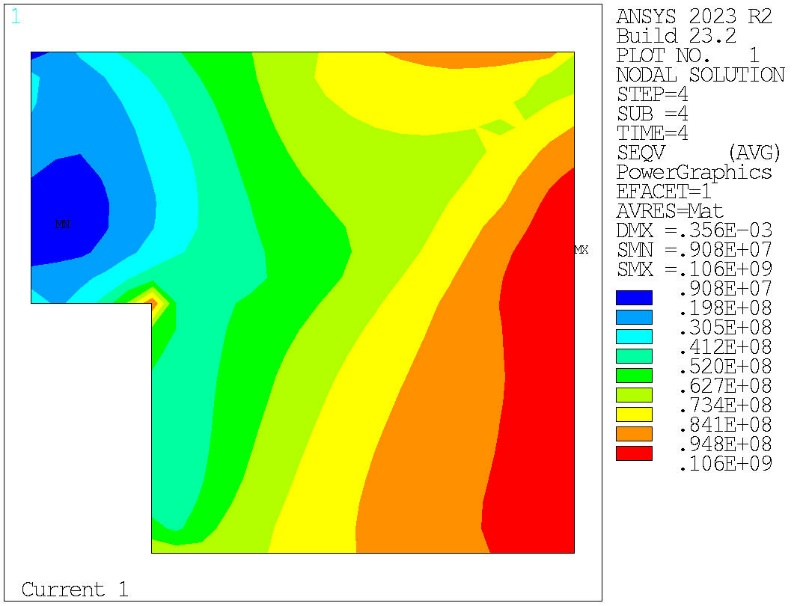 1
ANSYS 2023 R2
Build 23.2
PLOT NO.   1
NODAL SOLUTION
STEP=4
SUB =4
TIME=4
SEQV     (AVG)
PowerGraphics
EFACET=1
AVRES=Mat
DMX =.356E-03
SMN =.908E+07
SMX =.106E+09
.908E+07
.198E+08
.305E+08
.412E+08
.520E+08
.627E+08
.734E+08
.841E+08
.948E+08
.106E+09
MN
MX
Current 1